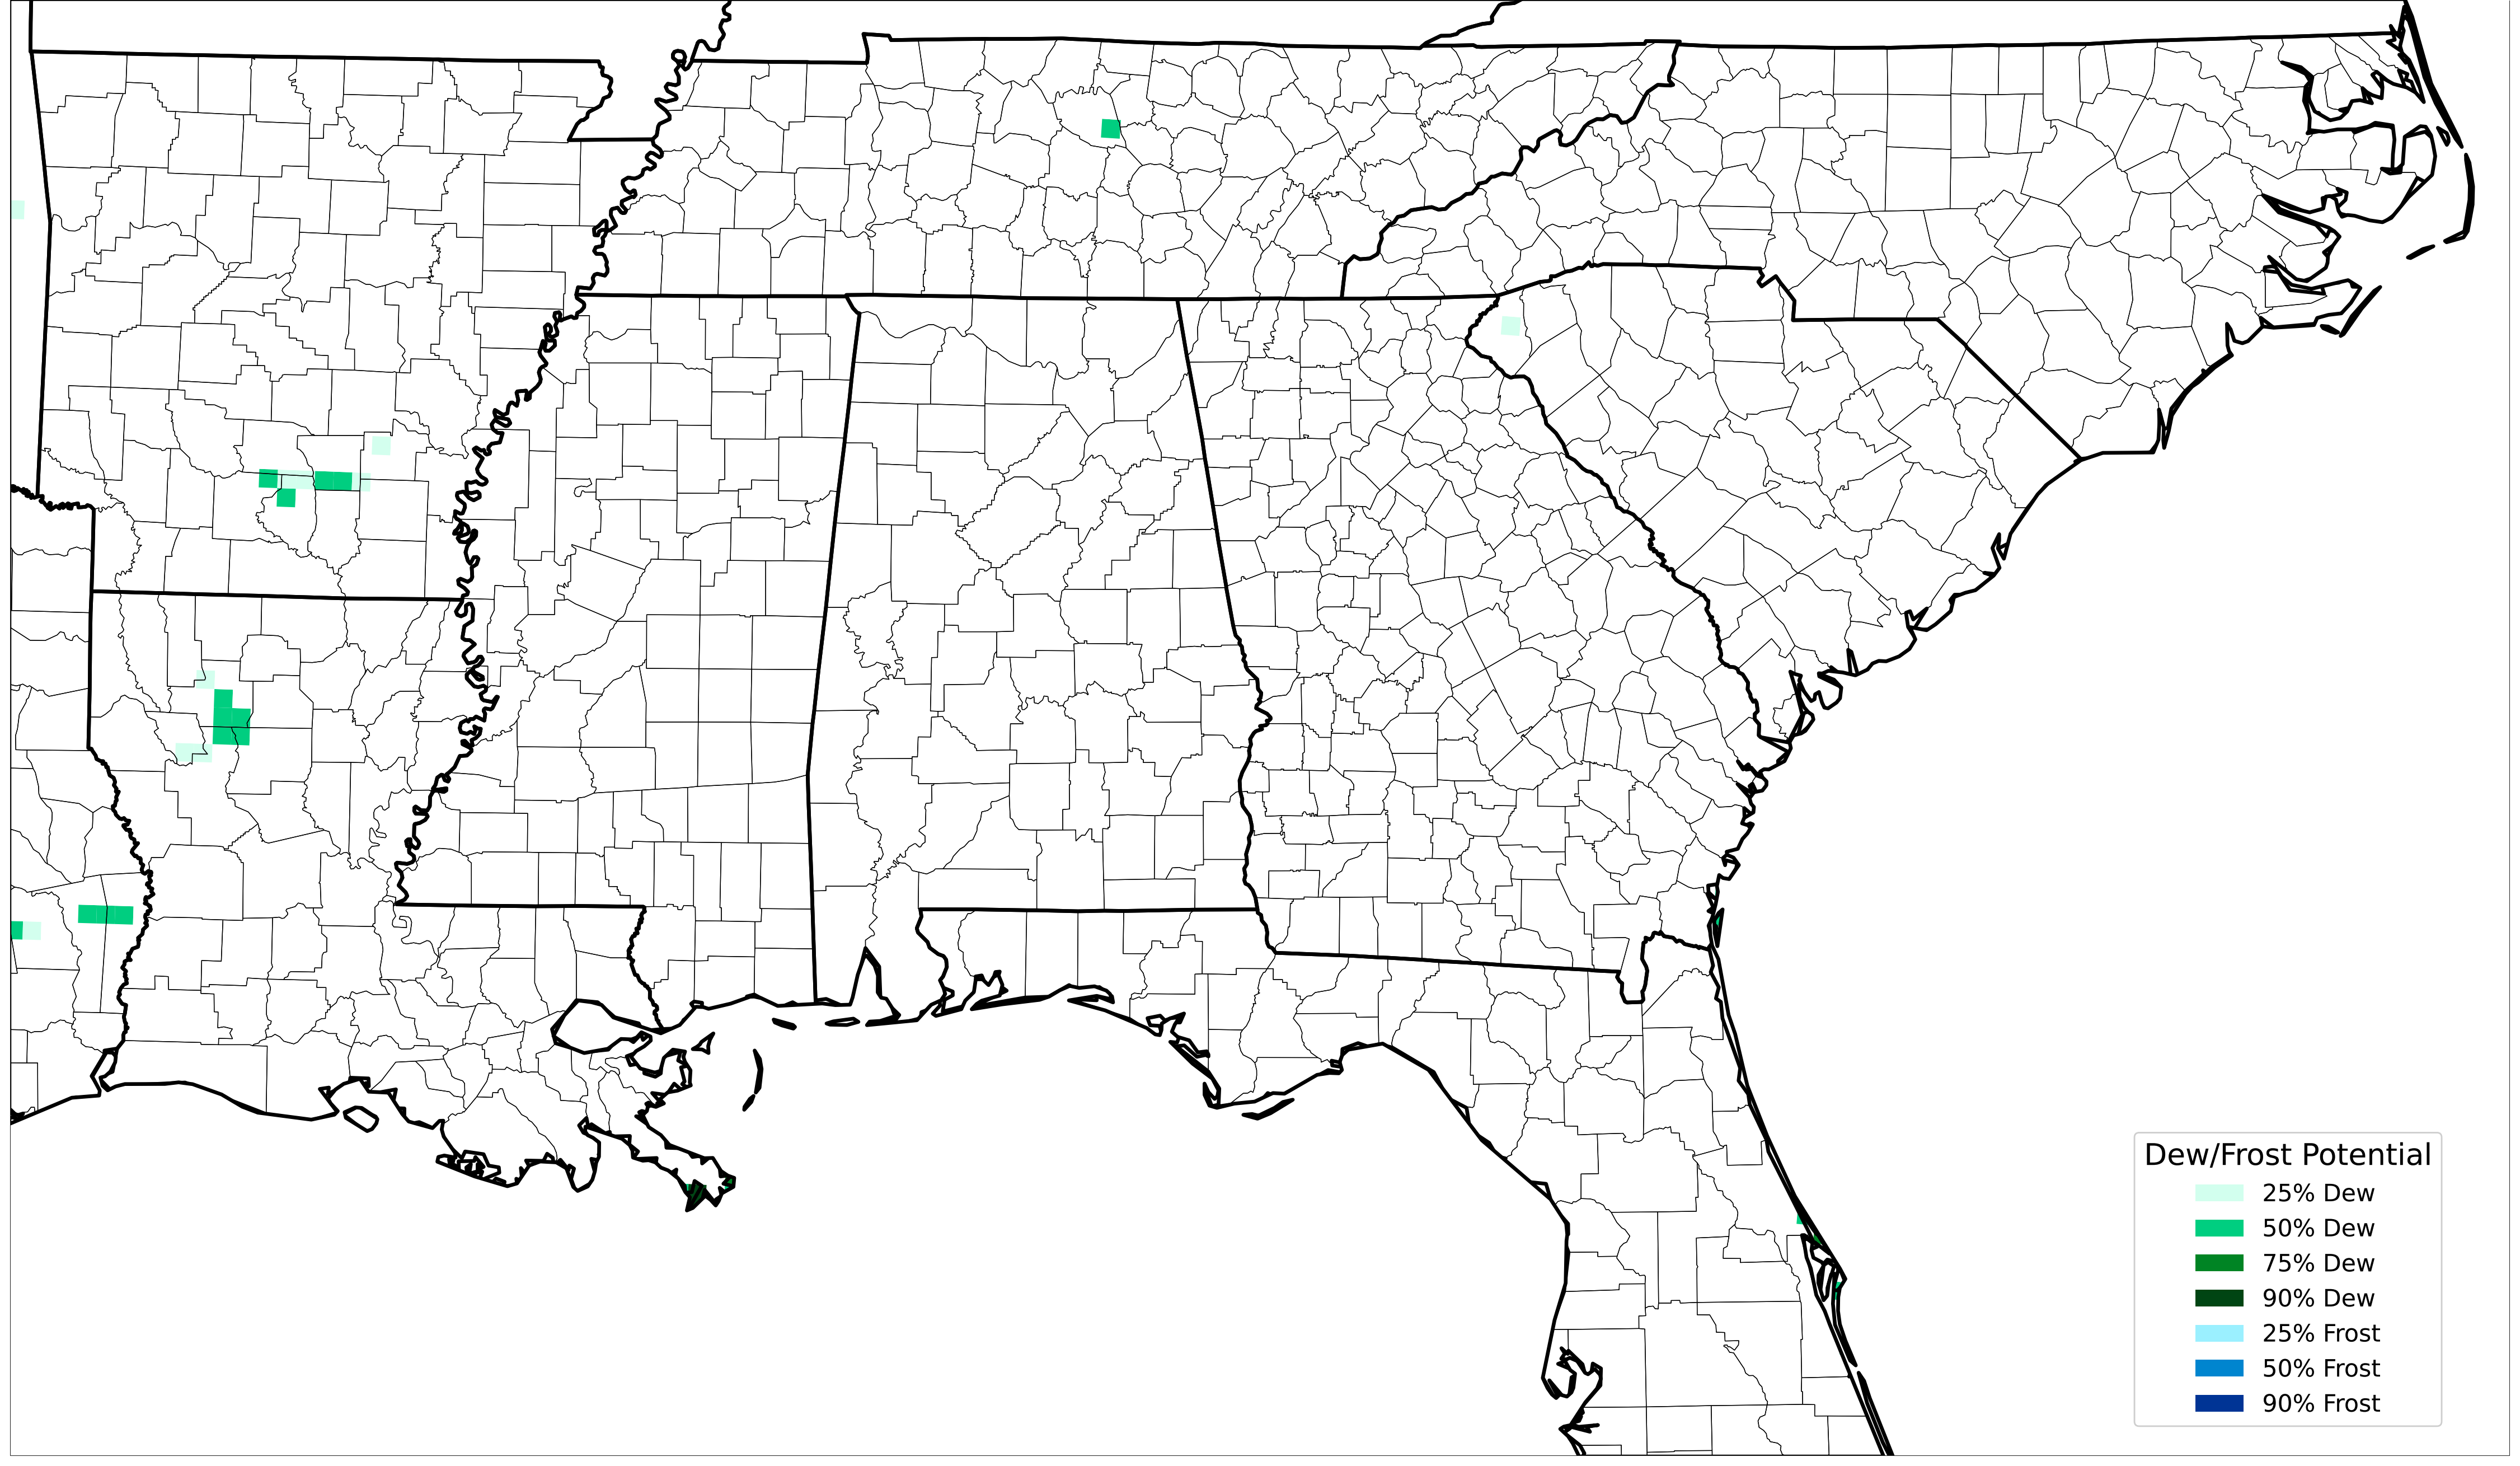 Dew/Frost Potential
25% Dew
50% Dew
75% Dew
90% Dew
25% Frost
50% Frost
90% Frost